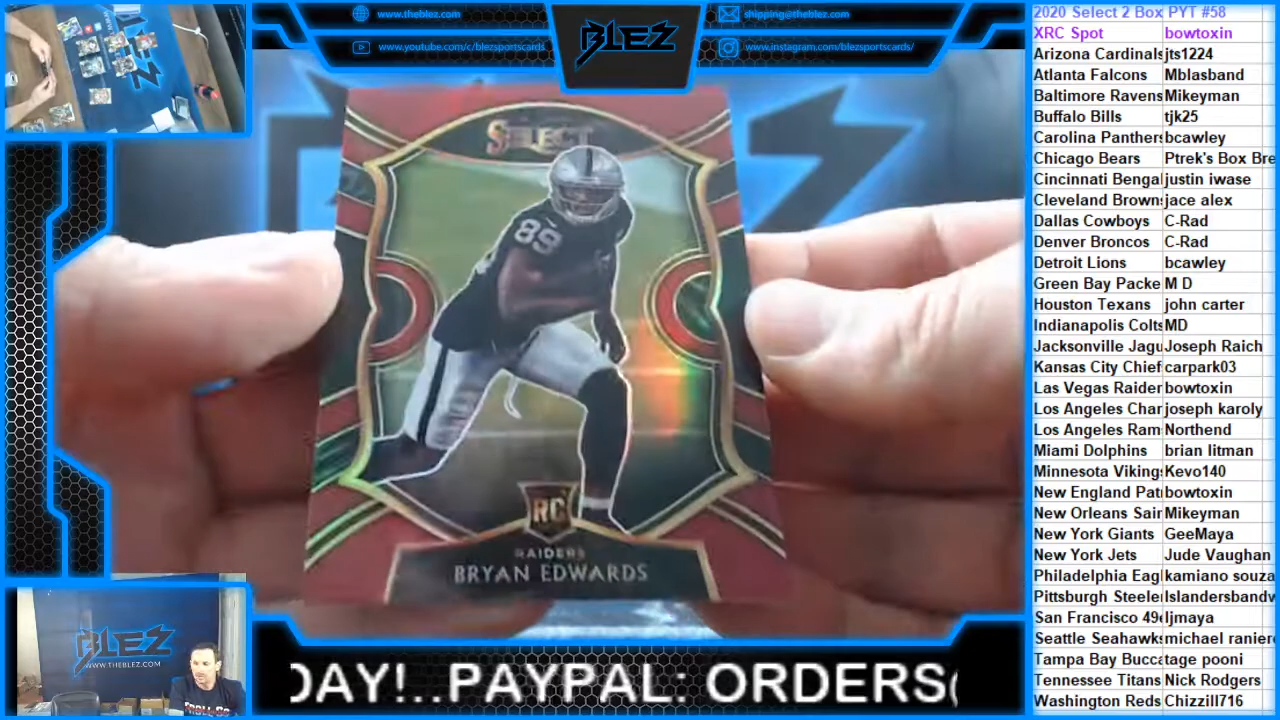 www.theblez.com
shipping@theblez.com
www.youtube.com/c/blezsportscards
www.instagram.com/blezsportscards/
BLEZ
SELECT
89
RC
RAIDERS
BRYAN EDWARDS
BLEZ
WWW.THEBLEZ.COM
DAY!..PAYPAL: ORDERS(
2020 Select 2 Box PYT #58
XRC Spot bowtoxin
Arizona Cardinals jts1224
Atlanta Falcons Mblasband
Baltimore Ravens Mikeyman
Buffalo Bills tjk25
Carolina Panthers bcawley
Chicago Bears Ptrek's Box Bre
Cincinnati Bengal justin iwase
Cleveland Browns jace alex
Dallas Cowboys C-Rad
Denver Broncos C-Rad
Detroit Lions bcawley
Green Bay Packe M D
Houston Texans john carter
Indianapolis Colts MD
Jacksonville Jagu Joseph Raich
Kansas City Chief carpark03
Las Vegas Raider bowtoxin
Los Angeles Char joseph karoly
Los Angeles Ram Northend
Miami Dolphins brian litman
Minnesota Viking Kevo140
New England Pat bowtoxin
New Orleans Sain Mikeyman
New York Giants GeeMaya
New York Jets Jude Vaughan
Philadelphia Eagl kamiano souza
Pittsburgh Steeler Islandersbandw
San Francisco 49e ljmaya
Seattle Seahawks michael ranier
Tampa Bay Bucca tage pooni
Tennessee Titans Nick Rodgers
Washington Reds Chizzill716